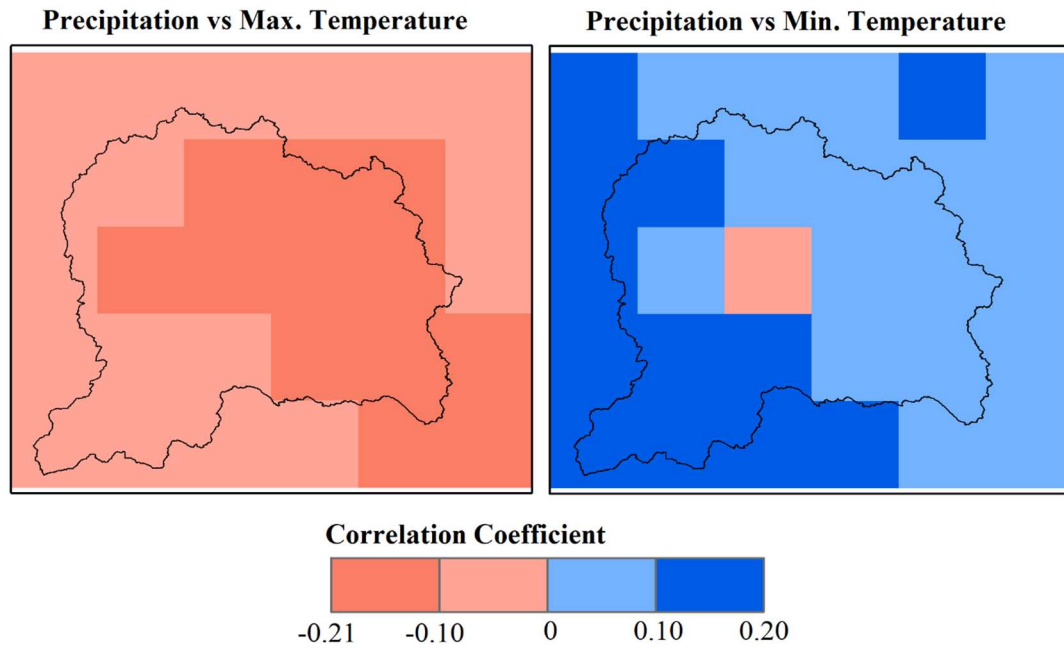 Precipitation vs Max. Temperature
Precipitation vs Min. Temperature
Correlation Coefficient
-0.21 -0.10 0 0.10 0.20